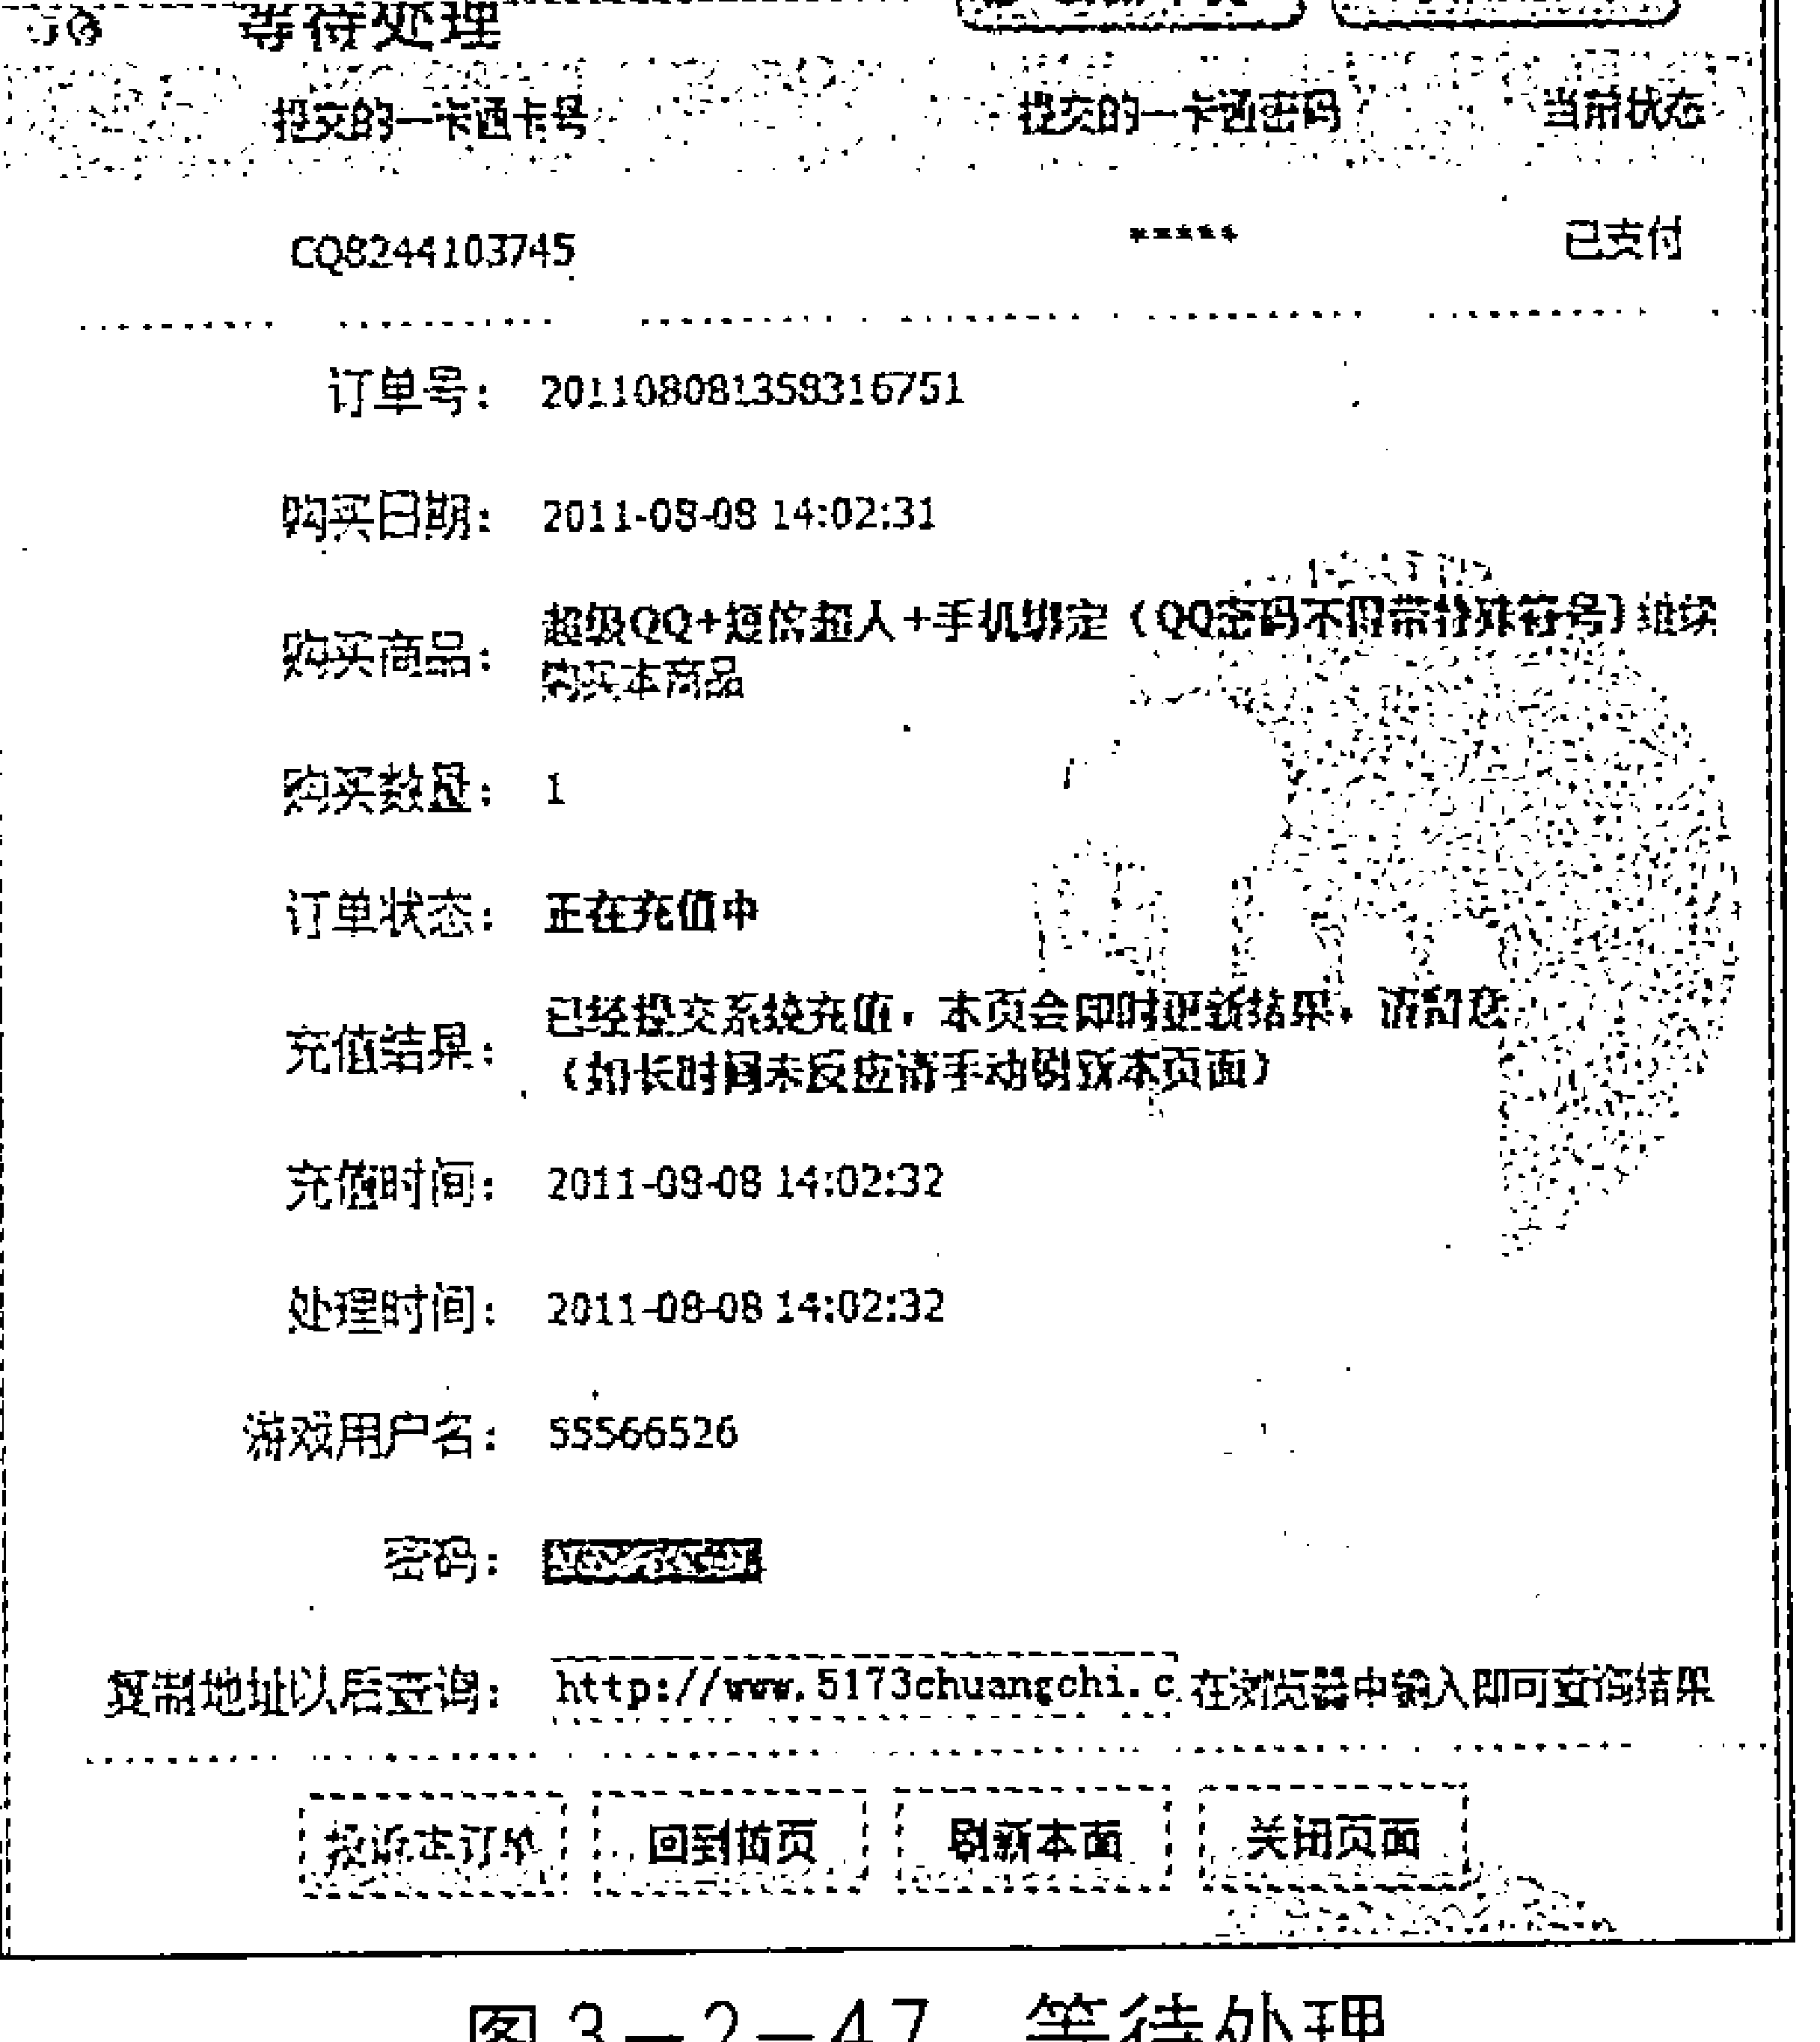 等待处理
提交的一卡通卡号 提交的一卡通密码 当前状态
CQ8244103745 ***** 已支付
订单号： 201108081358316751
购买日期： 2011-08-08 14:02:31
购买商品： 超级QQ+短信超人+手机绑定（QQ密码不得带特殊符号）
购买本商品
购买数量： 1
订单状态： 正在充值中
充值结果： 已经提交系统充值，本页会即时更新结果，请留意
（如长时间未反应请手动刷新本页面）
充值时间： 2011-08-08 14:02:32
处理时间： 2011-08-08 14:02:32
游戏用户名： 55566526
密码：
复制地址以后查询： http://www.5173chuangchi.c 在浏览器中输入即可查询结果
投诉本订单 回到首页 刷新本面 关闭页面
图3-2-47 等待处理